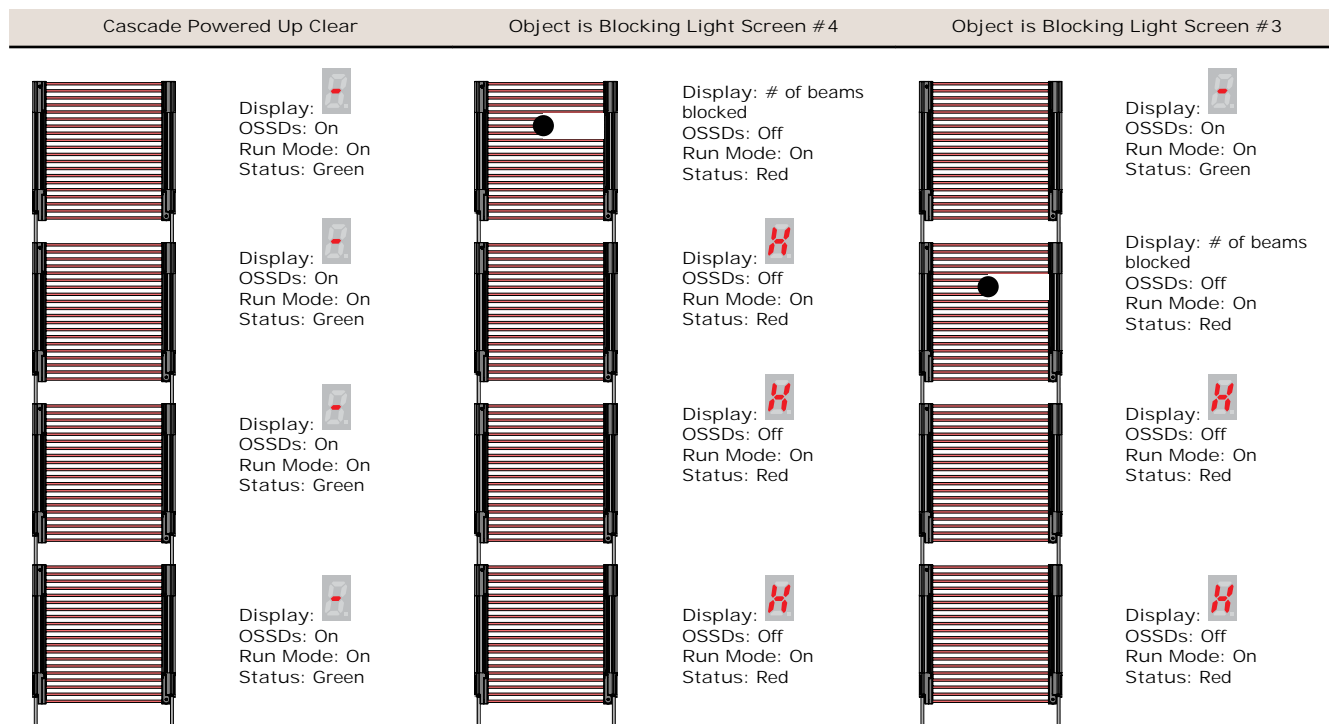 Cascade Powered Up Clear
Object is Blocking Light Screen #4
Object is Blocking Light Screen #3
Display: -
OSSDs: On
Run Mode: On
Status: Green
Display: -
OSSDs: On
Run Mode: On
Status: Green
Display: -
OSSDs: On
Run Mode: On
Status: Green
Display: -
OSSDs: On
Run Mode: On
Status: Green
Display: # of beams
blocked
OSSDs: Off
Run Mode: On
Status: Red
Display: H
OSSDs: Off
Run Mode: On
Status: Red
Display: H
OSSDs: Off
Run Mode: On
Status: Red
Display: H
OSSDs: Off
Run Mode: On
Status: Red
Display: -
OSSDs: On
Run Mode: On
Status: Green
Display: # of beams
blocked
OSSDs: Off
Run Mode: On
Status: Red
Display: H
OSSDs: Off
Run Mode: On
Status: Red
Display: H
OSSDs: Off
Run Mode: On
Status: Red